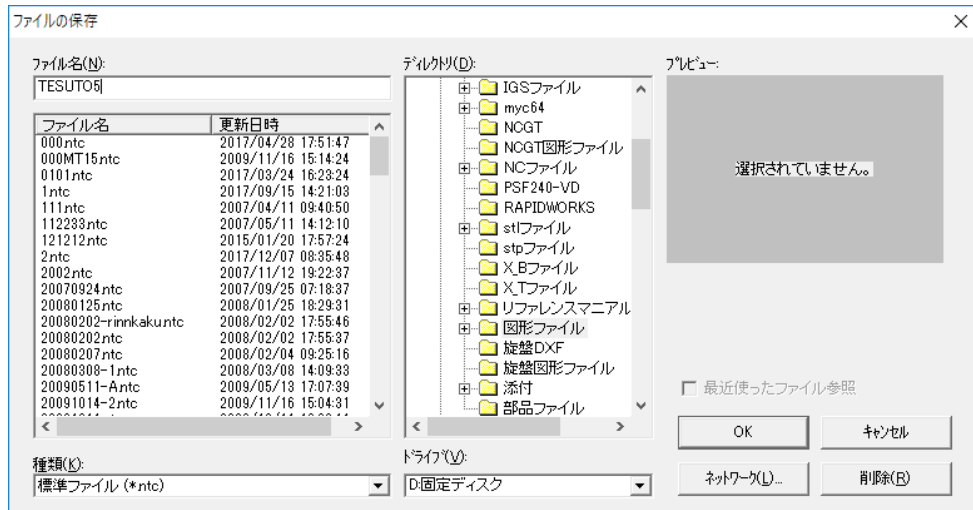 ファイルの保存
ファイル名(N):
TESUTO5
ファイル名 更新日時
000.ntc 2017/04/28 17:51:47
000MT15.ntc 2009/11/16 15:14:24
0101.ntc 2017/03/24 16:23:24
1.ntc 2017/09/15 14:21:03
111.ntc 2007/04/11 09:40:50
112233.ntc 2007/05/11 14:12:10
121212.ntc 2015/01/20 17:57:24
2.ntc 2017/12/07 08:35:48
2002.ntc 2007/11/12 19:22:37
20070924.ntc 2007/09/25 07:18:37
20080125.ntc 2008/01/25 18:29:31
20080202-rinnkaku.ntc 2008/02/02 17:55:46
20080202.ntc 2008/02/02 17:55:37
20080207.ntc 2008/02/04 09:25:16
20080308-1.ntc 2008/03/08 14:09:33
20090511-A.ntc 2009/05/13 17:07:39
20091014-2.ntc 2009/11/16 15:04:31
種類(K):
標準ファイル (*.ntc)
ディレクトリ(D):
IGSファイル
myc64
NCGT
NCGT図形ファイル
NCファイル
PSF240-VD
RAPIDWORKS
stlファイル
stpファイル
X_Bファイル
X_Tファイル
リファレンスマニアル
図形ファイル
旋盤DXF
旋盤図形ファイル
添付
部品ファイル
ドライブ(V):
D:固定ディスク
プレビュー:
選択されていません。
最近使ったファイル参照
OK キャンセル
ネットワーク(L)... 削除(R)